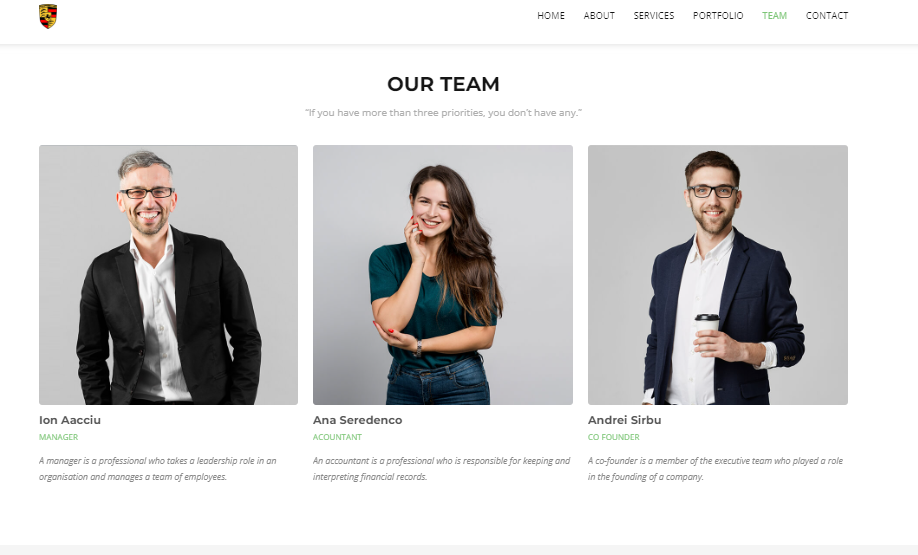 HOME ABOUT SERVICES PORTFOLIO TEAM CONTACT
OUR TEAM
"If you have more than three priorities, you don't have any."
Ion Aacciu
MANAGER
A manager is a professional who takes a leadership role in an
organisation and manages a team of employees.
Ana Seredenco
ACOUNTANT
An accountant is a professional who is responsible for keeping and
interpreting financial records.
Andrei Sirbu
CO FOUNDER
A co-founder is a member of the executive team who played a role
in the founding of a company.